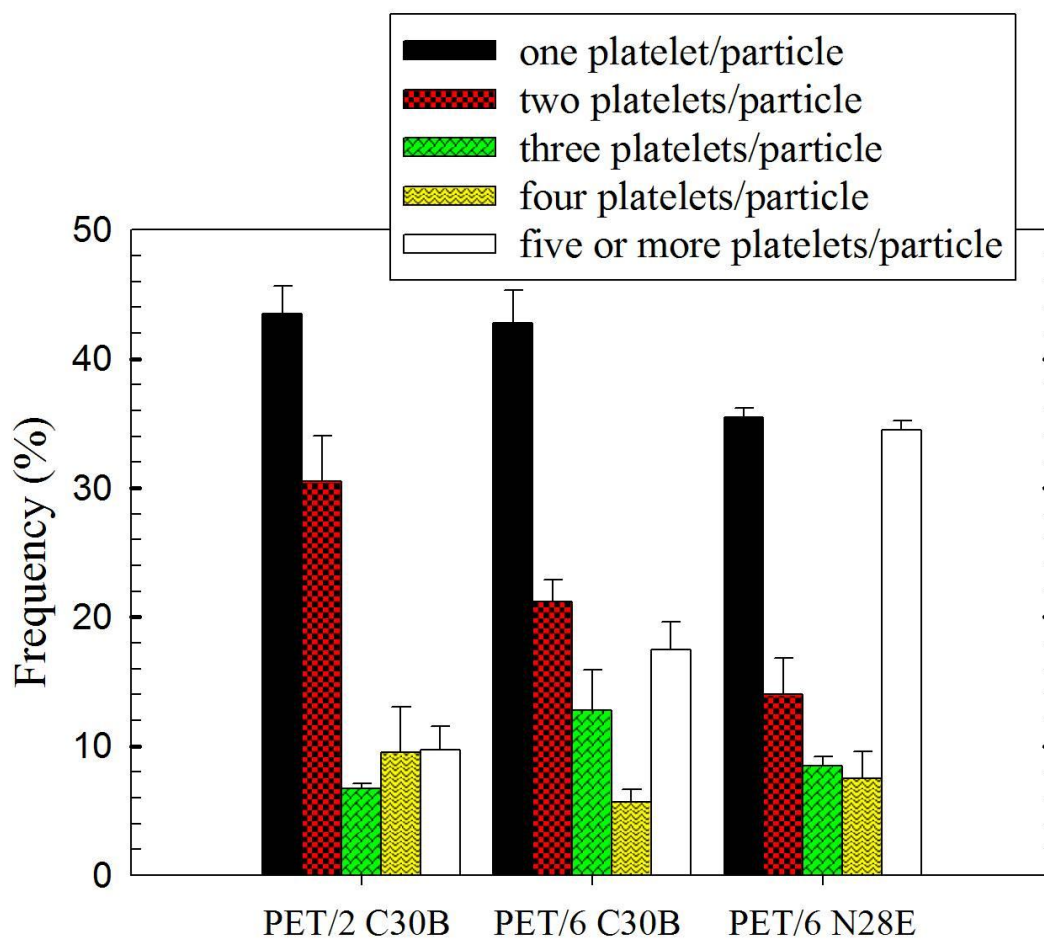 one platelet/particle
two platelets/particle
three platelets/particle
four platelets/particle
five or more platelets/particle
50
40
30
20
10
0
Frequency (%)
PET/2 C30B PET/6 C30B PET/6 N28E